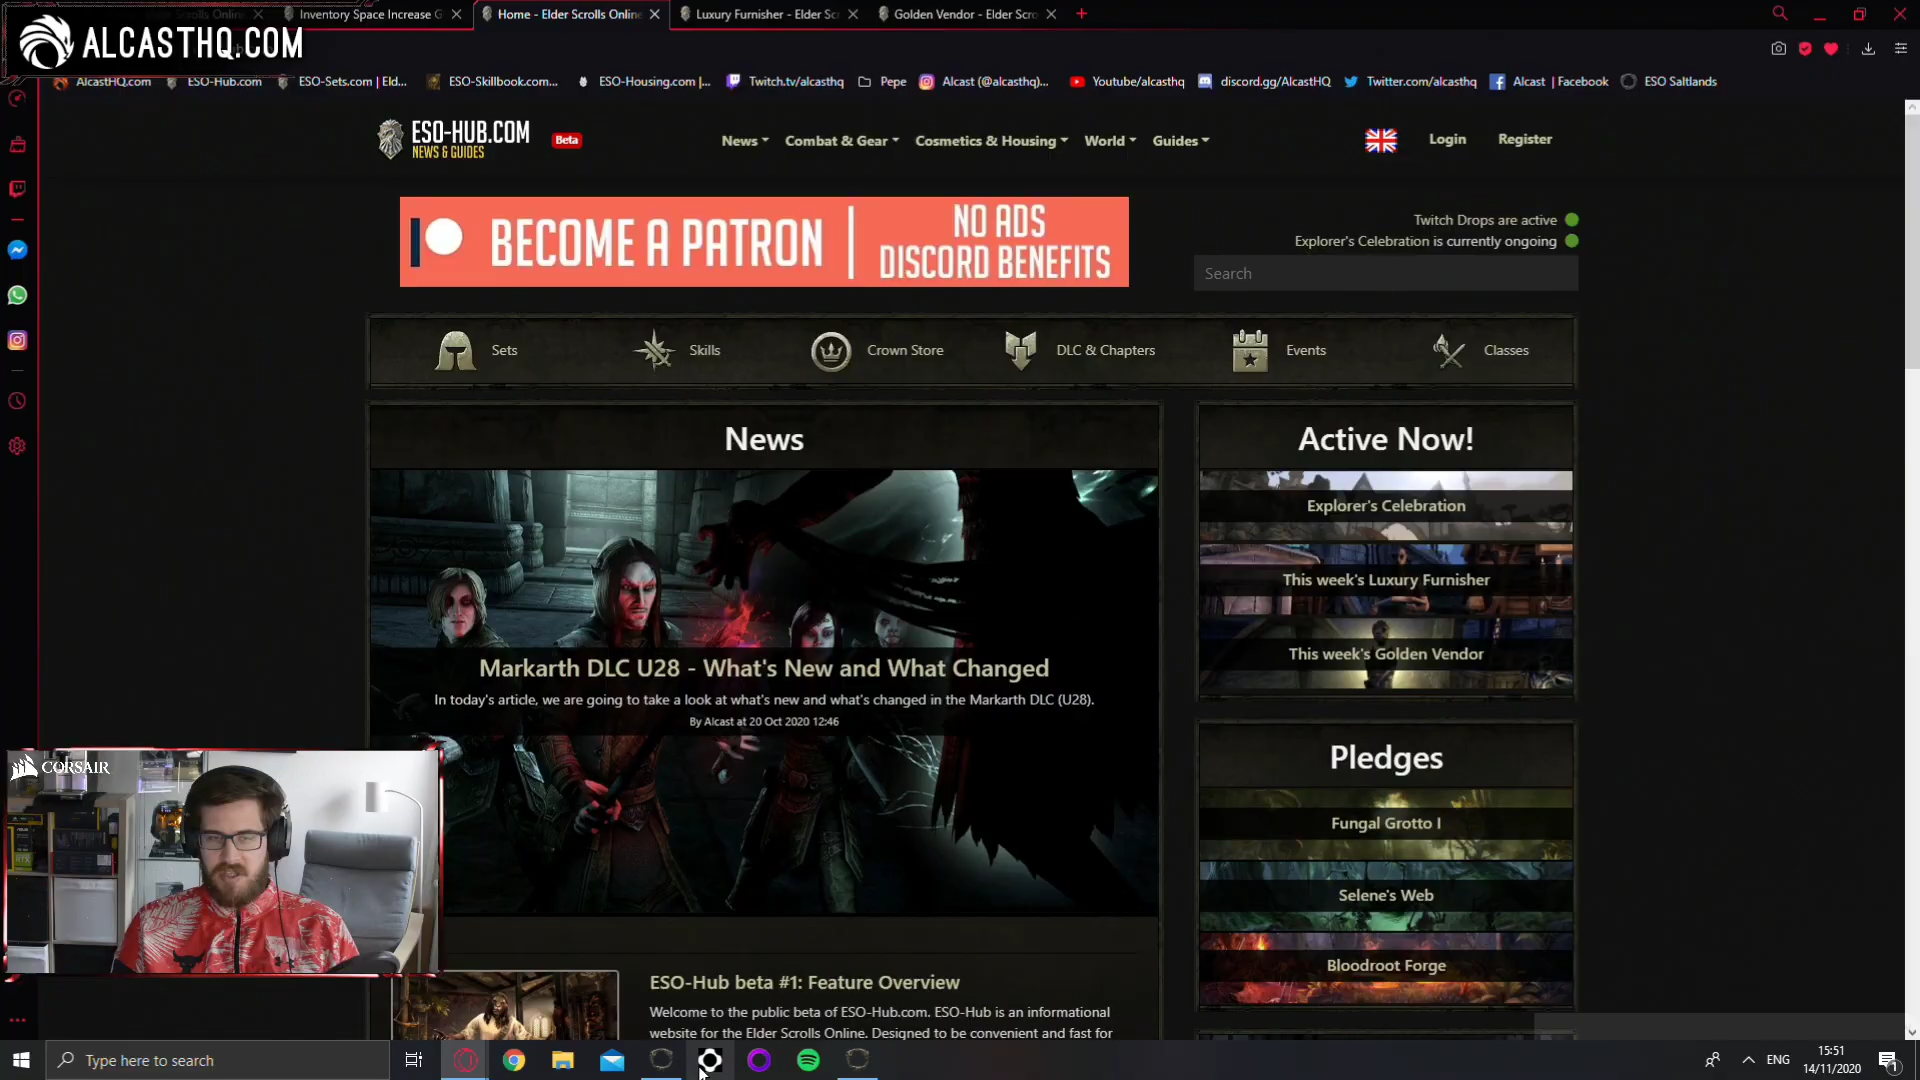 Inventory Space Increase G
Home - Elder Scrolls Online
Luxury Furnisher - Elder Sc
Golden Vendor - Elder Scro
ALCASTHQ.COM
AlcastHQ.com
ESO-Hub.com
ESO-Sets.com | Eld...
ESO-Skillbook.com...
ESO-Housing.com |...
Twitch.tv/alcasthq
Pepe
Alcast (@alcasthq)...
Youtube/alcasthq
discord.gg/AlcastHQ
Twitter.com/alcasthq
Alcast | Facebook
ESO Saltlands
ESO-HUB.COM
NEWS & GUIDES
Beta
News
Combat & Gear
Cosmetics & Housing
World
Guides
Login
Register
BECOME A PATRON
NO ADS
DISCORD BENEFITS
Twitch Drops are active
Explorer's Celebration is currently ongoing
Search
Sets
Skills
Crown Store
DLC & Chapters
Events
Classes
News
Markarth DLC U28 - What's New and What Changed
In today's article, we are going to take a look at what's new and what's changed in the Markarth DLC (U28).
By Alcast at 20 Oct 2020 12:46
Active Now!
Explorer's Celebration
This week's Luxury Furnisher
This week's Golden Vendor
Pledges
Fungal Grotto I
Selene's Web
Bloodroot Forge
CORSAIR
ESO-Hub beta #1: Feature Overview
Welcome to the public beta of ESO-Hub.com. ESO-Hub is an informational
website for the Elder Scrolls Online. Designed to be convenient and fast for
Type here to search
ENG
15:51
14/11/2020
1